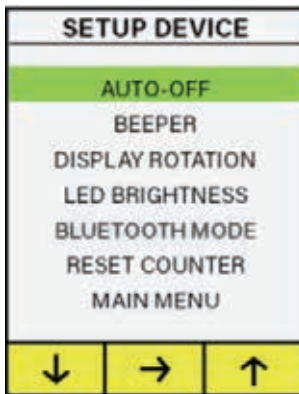 SETUP DEVICE
AUTO-OFF
BEEPER
DISPLAY ROTATION
LED BRIGHTNESS
BLUETOOTH MODE
RESET COUNTER
MAIN MENU
↓ → ↑